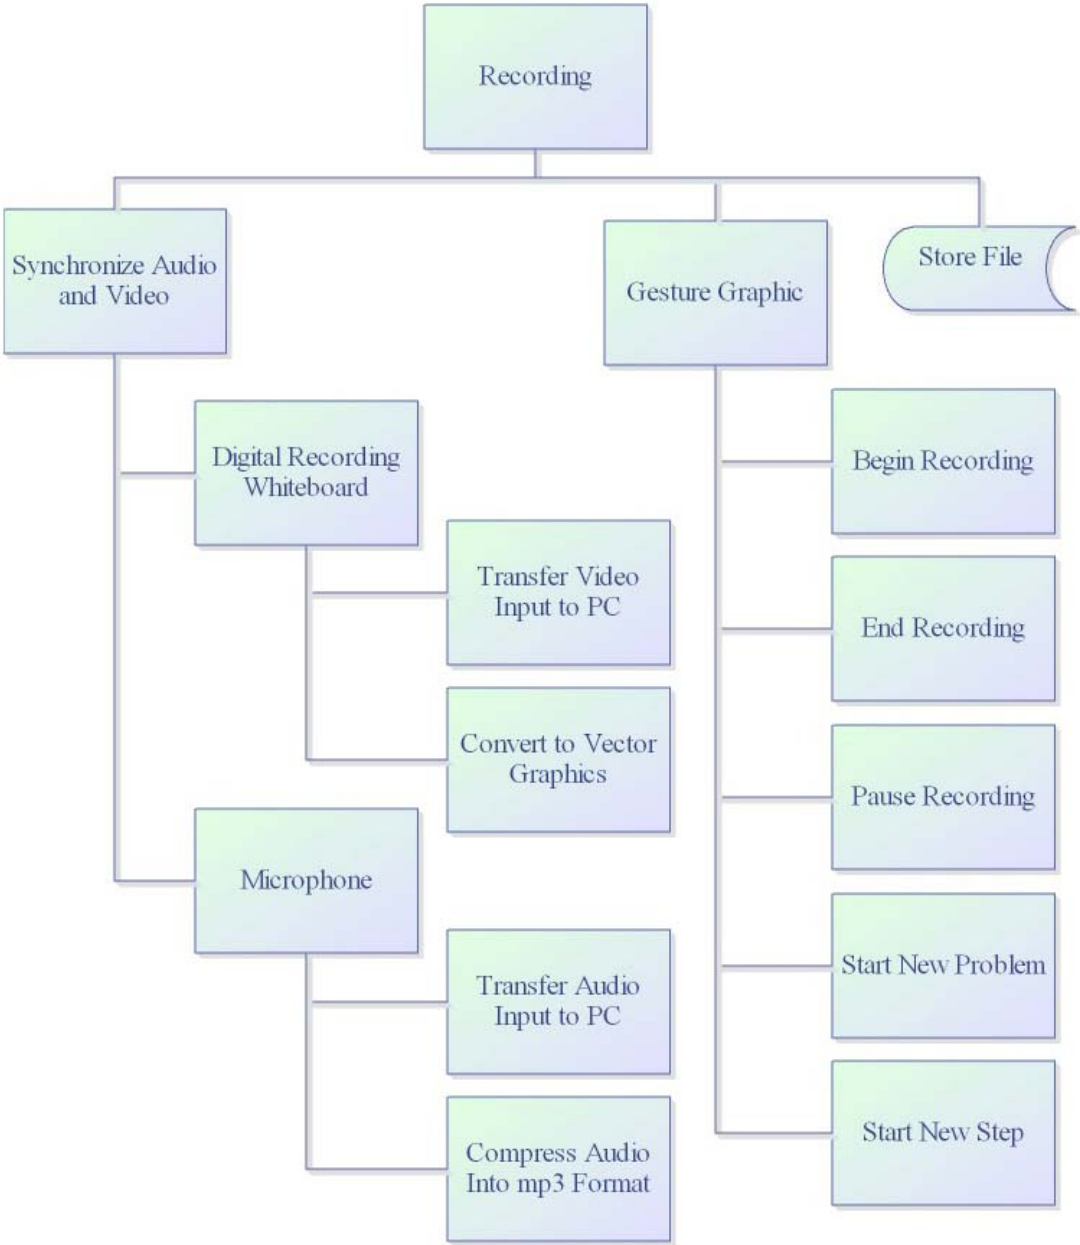 Recording
Synchronize Audio
and Video
Gesture Graphic
Store File
Digital Recording
Whiteboard
Transfer Video
Input to PC
Convert to Vector
Graphics
Microphone
Transfer Audio
Input to PC
Compress Audio
Into mp3 Format
Begin Recording
End Recording
Pause Recording
Start New Problem
Start New Step